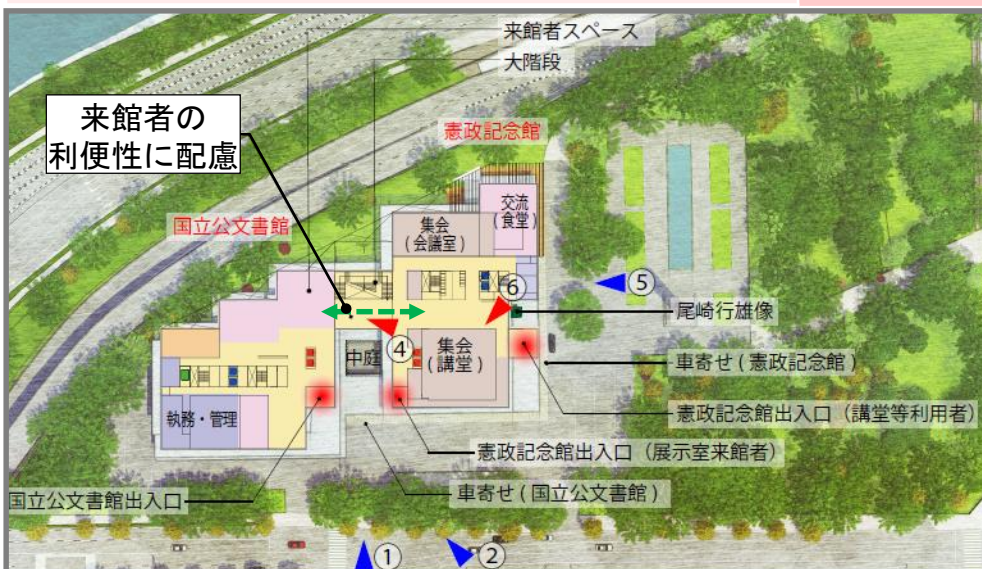 来館者スペース
大階段
来館者の
利便性に配慮
憲政記念館
国立公文書館
交流
(食堂)
集会
(会議室)
⑤
⑥
尾崎行雄像
④
中庭
集会
(講堂)
車寄せ(憲政記念館)
執務・管理
憲政記念館出入口(講堂等利用者)
憲政記念館出入口(展示室来館者)
国立公文書館出入口
車寄せ(国立公文書館)
①
②